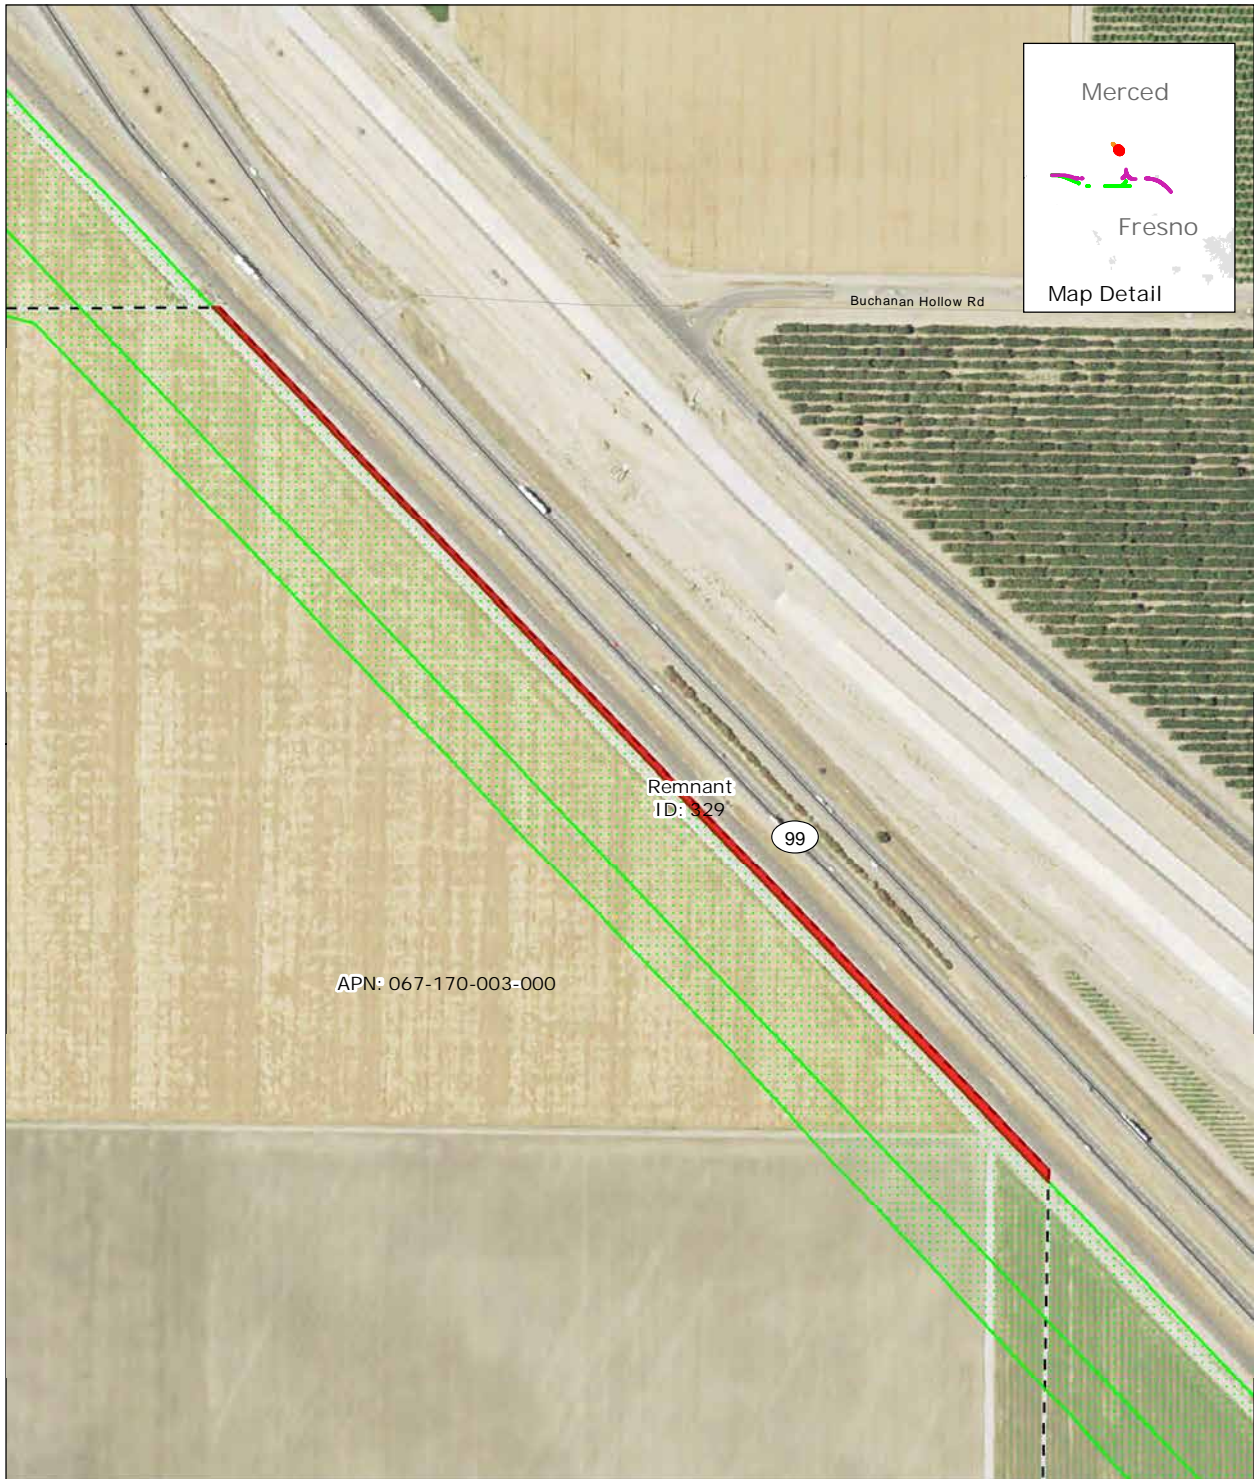 Merced
Fresno
Map Detail
Buchanan Hollow Rd
Remnant
ID: 329
99
APN: 067-170-003-000